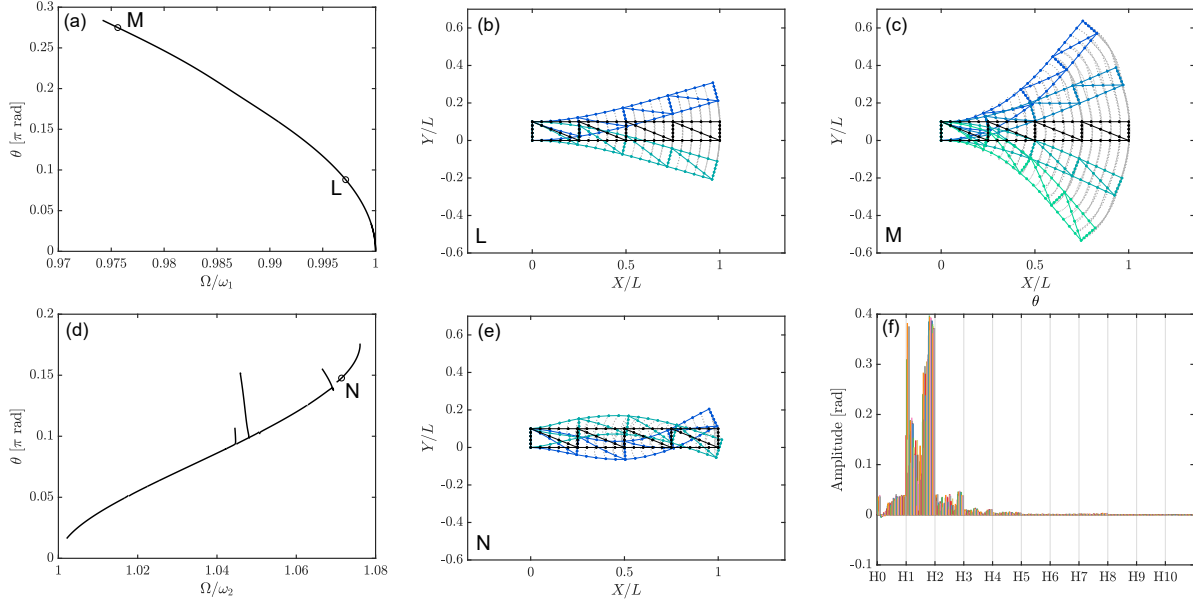 (a)
M
L
θ [π rad]
0.3
0.25
0.2
0.15
0.1
0.05
0
0.97
0.975
0.98
0.985
0.99
0.995
1
Ω/ω1
(b)
L
Y/L
0.6
0.4
0.2
0
-0.2
-0.4
-0.6
0
0.5
1
X/L
(c)
M
Y/L
0.6
0.4
0.2
0
-0.2
-0.4
-0.6
0
0.5
1
X/L
(d)
N
θ [π rad]
0.2
0.15
0.1
0.05
0
1
1.02
1.04
1.06
1.08
Ω/ω2
(e)
N
Y/L
0.6
0.4
0.2
0
-0.2
-0.4
-0.6
0
0.5
1
X/L
θ
(f)
Amplitude [rad]
0.4
0.3
0.2
0.1
0
-0.1
H0
H1
H2
H3
H4
H5
H6
H7
H8
H9
H10